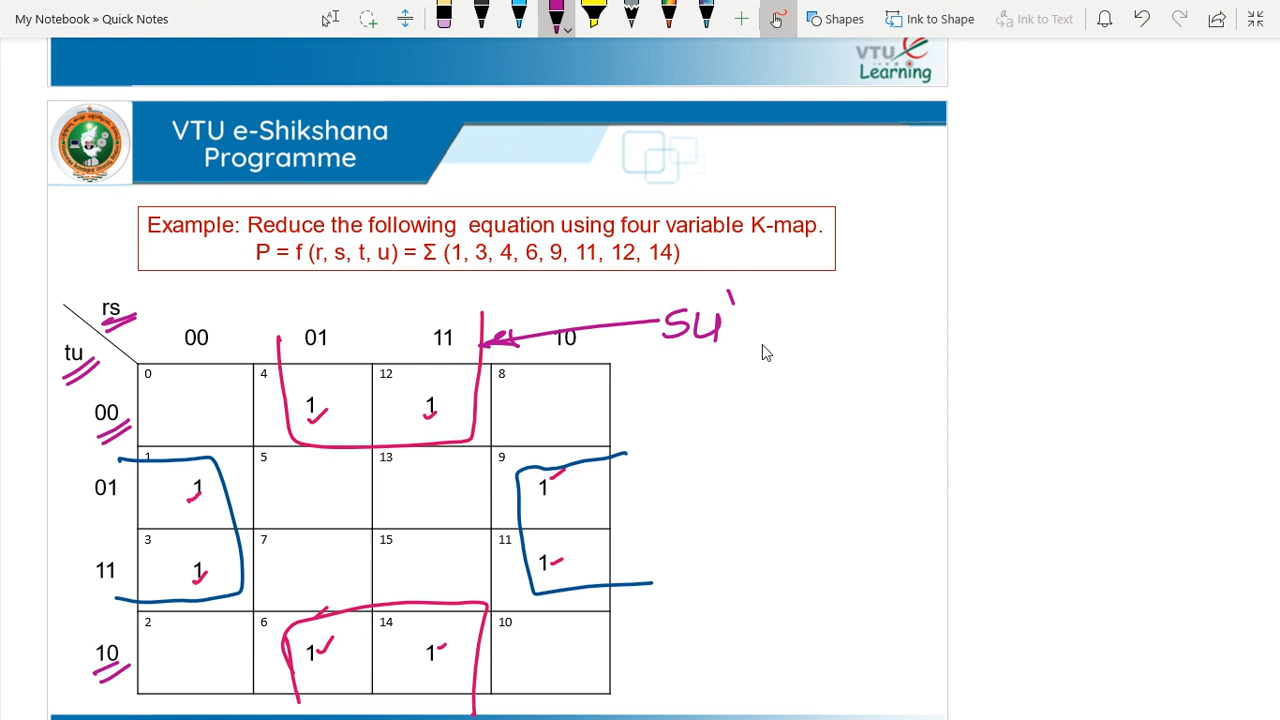 My Notebook » Quick Notes
Shapes
Ink to Shape
Ink to Text
VTU e
Learning
VTU e-Shikshana
Programme
Example: Reduce the following equation using four variable K-map.
P = f (r, s, t, u) = Σ (1, 3, 4, 6, 9, 11, 12, 14)
rs
su'
tu
00 01 11 10
0 4 12 8
00 1 1
1 5 13 9
01 1 1
3 7 15 11
11 1 1
2 6 14 10
10 1 1